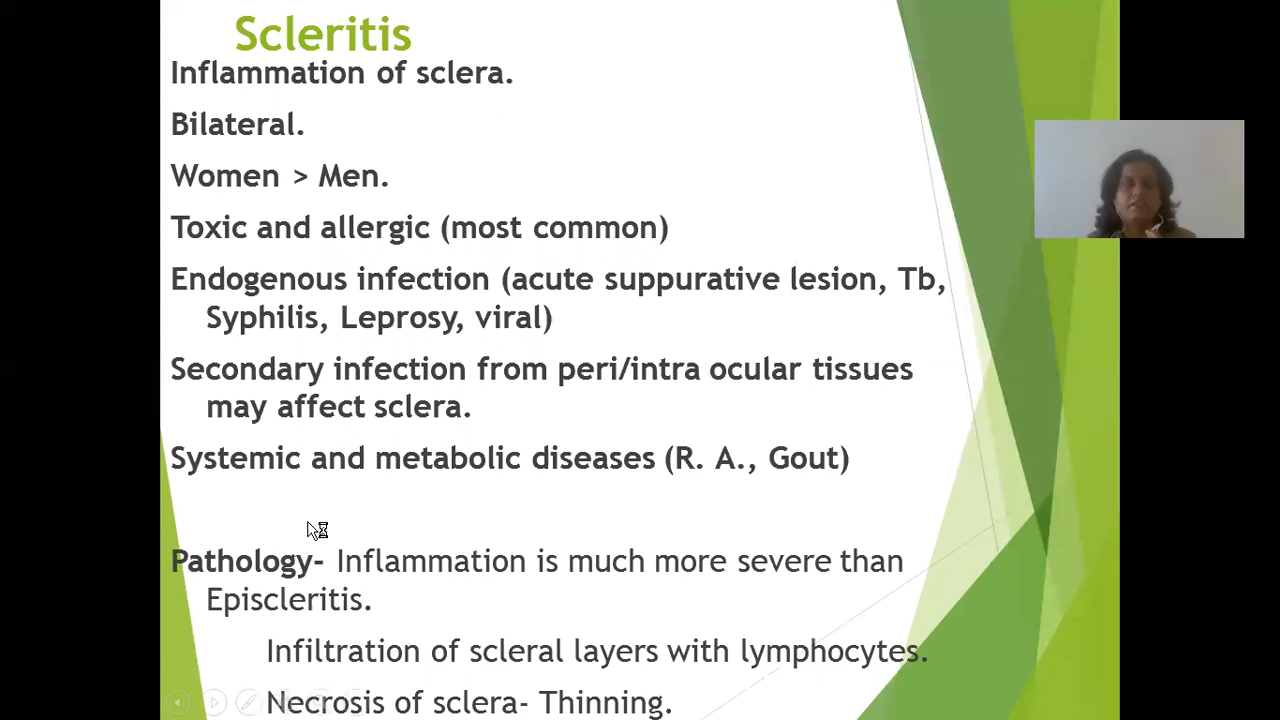 Scleritis
Inflammation of sclera.
Bilateral.
Women > Men.
Toxic and allergic (most common)
Endogenous infection (acute suppurative lesion, Tb,
Syphilis, Leprosy, viral)
Secondary infection from peri/intra ocular tissues
may affect sclera.
Systemic and metabolic diseases (R. A., Gout)
Pathology- Inflammation is much more severe than
Episcleritis.
Infiltration of scleral layers with lymphocytes.
Necrosis of sclera- Thinning.